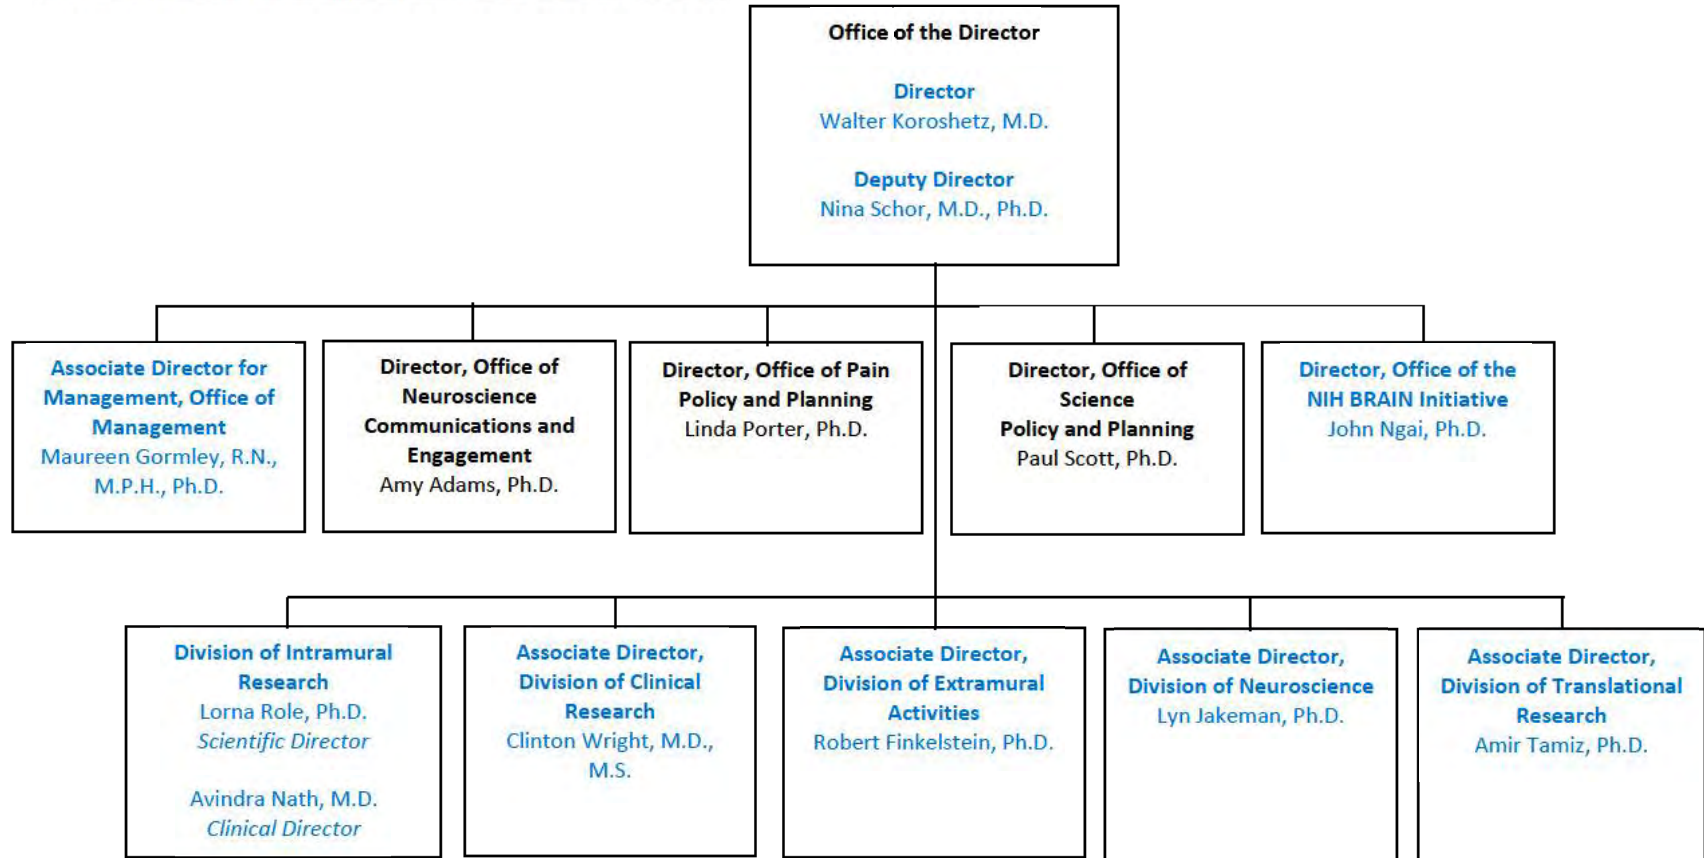 Office of the Director
Director
Walter Koroshetz, M.D.
Deputy Director
Nina Schor, M.D., Ph.D.
Associate Director for
Management, Office of
Management
Maureen Gormley, R.N.,
M.P.H., Ph.D.
Director, Office of
Neuroscience
Communications and
Engagement
Amy Adams, Ph.D.
Director, Office of Pain
Policy and Planning
Linda Porter, Ph.D.
Director, Office of
Science
Policy and Planning
Paul Scott, Ph.D.
Director, Office of the
NIH BRAIN Initiative
John Ngai, Ph.D.
Division of Intramural
Research
Lorna Role, Ph.D.
Scientific Director
Avindra Nath, M.D.
Clinical Director
Associate Director,
Division of Clinical
Research
Clinton Wright, M.D.,
M.S.
Associate Director,
Division of Extramural
Activities
Robert Finkelstein, Ph.D.
Associate Director,
Division of Neuroscience
Lyn Jakeman, Ph.D.
Associate Director,
Division of Translational
Research
Amir Tamiz, Ph.D.